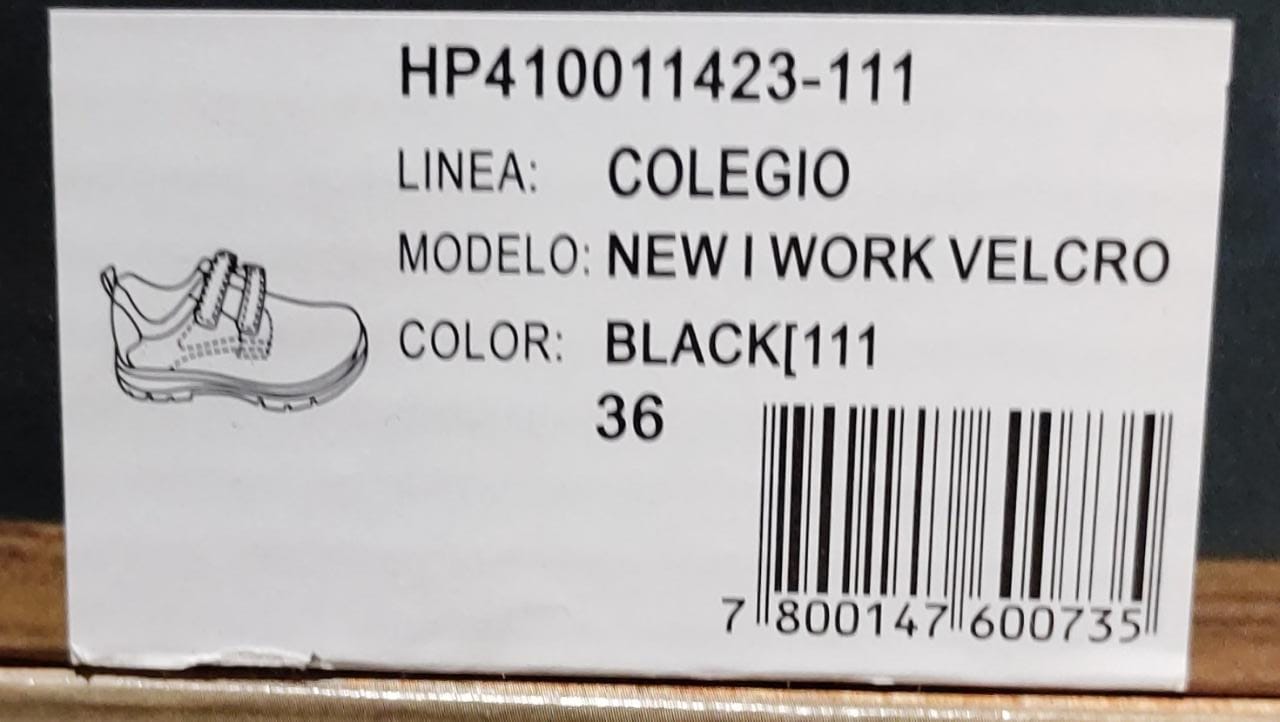 HP410011423-111
LINEA: COLEGIO
MODELO: NEW I WORK VELCRO
COLOR: BLACK[111
36
7 800147 600735